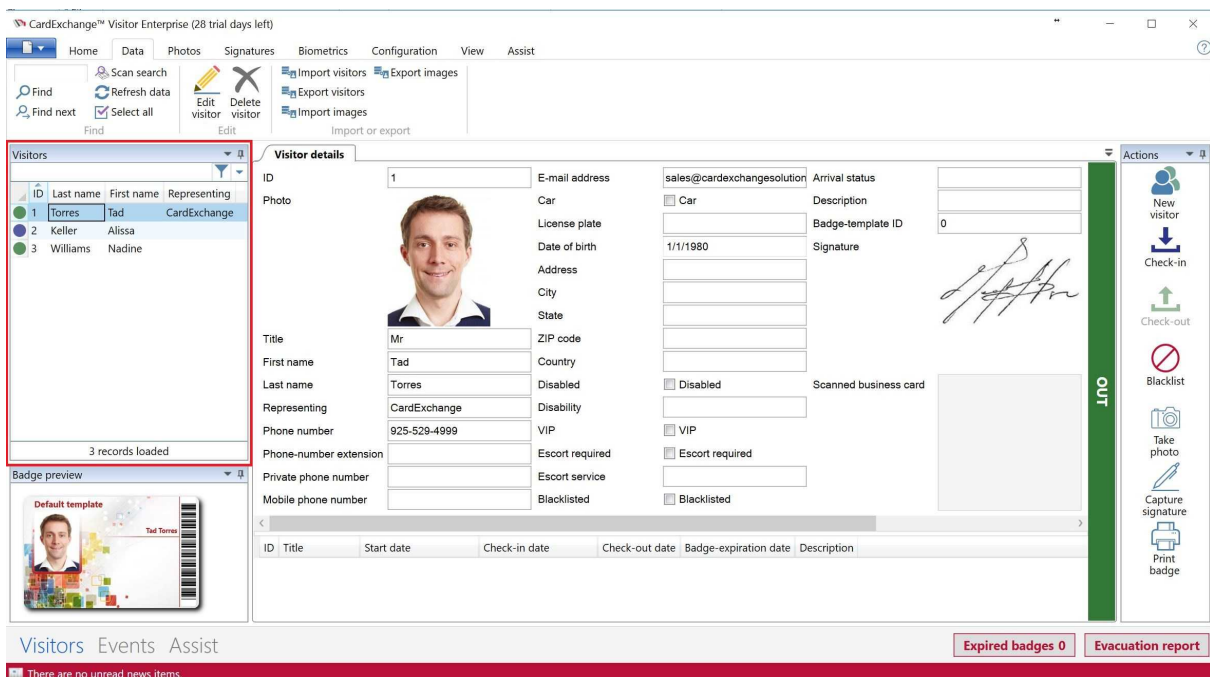 CardExchange™ Visitor Enterprise (28 trial days left)
Home Data Photos Signatures Biometrics Configuration View Assist
Scan search
Find
Refresh data
Find next
Select all
Find
Edit visitor
Delete visitor
Edit
Import visitors
Export images
Export visitors
Import images
Import or export
Visitors
ID Last name First name Representing
1 Torres Tad CardExchange
2 Keller Alissa
3 Williams Nadine
3 records loaded
Badge preview
Default template
Tad Torres
Visitor details
ID 1
Photo
Title Mr
First name Tad
Last name Torres
Representing CardExchange
Phone number 925-529-4999
Phone-number extension
Private phone number
Mobile phone number
E-mail address sales@cardexchangesolution
Car Car
License plate
Date of birth 1/1/1980
Address
City
State
ZIP code
Country
Disabled Disabled
Disability
VIP VIP
Escort required Escort required
Escort service
Blacklisted Blacklisted
Arrival status
Description
Badge-template ID 0
Signature
Scanned business card
OUT
ID Title Start date Check-in date Check-out date Badge-expiration date Description
Actions
New
visitor
Check-in
Check-out
Blacklist
Take
photo
Capture
signature
Print
badge
Visitors Events Assist
Expired badges 0
Evacuation report
There are no unread news items